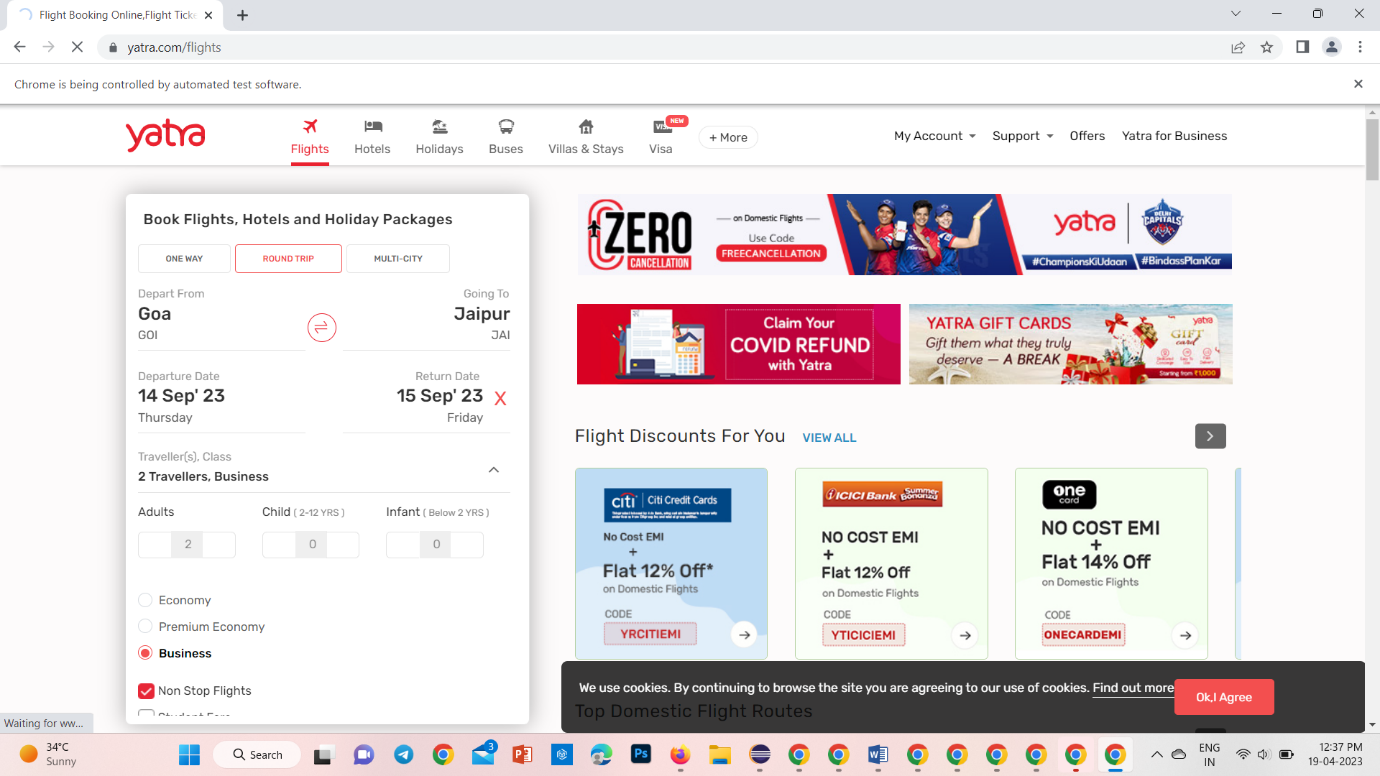 Flight Booking Online,Flight Ticke
yatra.com/flights
Chrome is being controlled by automated test software.
yatra
Flights
Hotels
Holidays
Buses
Villas & Stays
VISA
NEW
Visa
+ More
My Account
Support
Offers
Yatra for Business
Book Flights, Hotels and Holiday Packages
ONE WAY
ROUND TRIP
MULTI-CITY
Depart From
Going To
Goa
Jaipur
GOI
JAI
Departure Date
Return Date
14 Sep' 23
15 Sep' 23
X
Thursday
Friday
Traveller(s), Class
2 Travellers, Business
Adults
Child ( 2-12 YRS )
Infant ( Below 2 YRS )
2
0
0
Economy
Premium Economy
Business
Non Stop Flights
Student Fare
ZERO
CANCELLATION
on Domestic Flights
Use Code
FREECANCELLATION
yatra
DELHI
CAPITALS
#ChampionsKiUdaan
#BindassPlanKar
Claim Your
COVID REFUND
with Yatra
YATRA GIFT CARDS
Gift them what they truly
deserve — A BREAK
yatra
GIFT
Starting from ₹1,000
Flight Discounts For You
VIEW ALL
citi
Citi Credit Cards
No Cost EMI
+
Flat 12% Off*
on Domestic Flights
CODE
YRCITIEMI
ICICI Bank
Summer
Bonanza
NO COST EMI
+
Flat 12% Off
on Domestic Flights
CODE
YTICICIEMI
one
card
NO COST EMI
+
Flat 14% Off
on Domestic Flights
CODE
ONECARDEMI
We use cookies. By continuing to browse the site you are agreeing to our use of cookies. Find out more
Ok,I Agree
Top Domestic Flight Routes
Waiting for ww...
34°C
Sunny
Search
3
Ps
ENG
IN
12:37 PM
19-04-2023